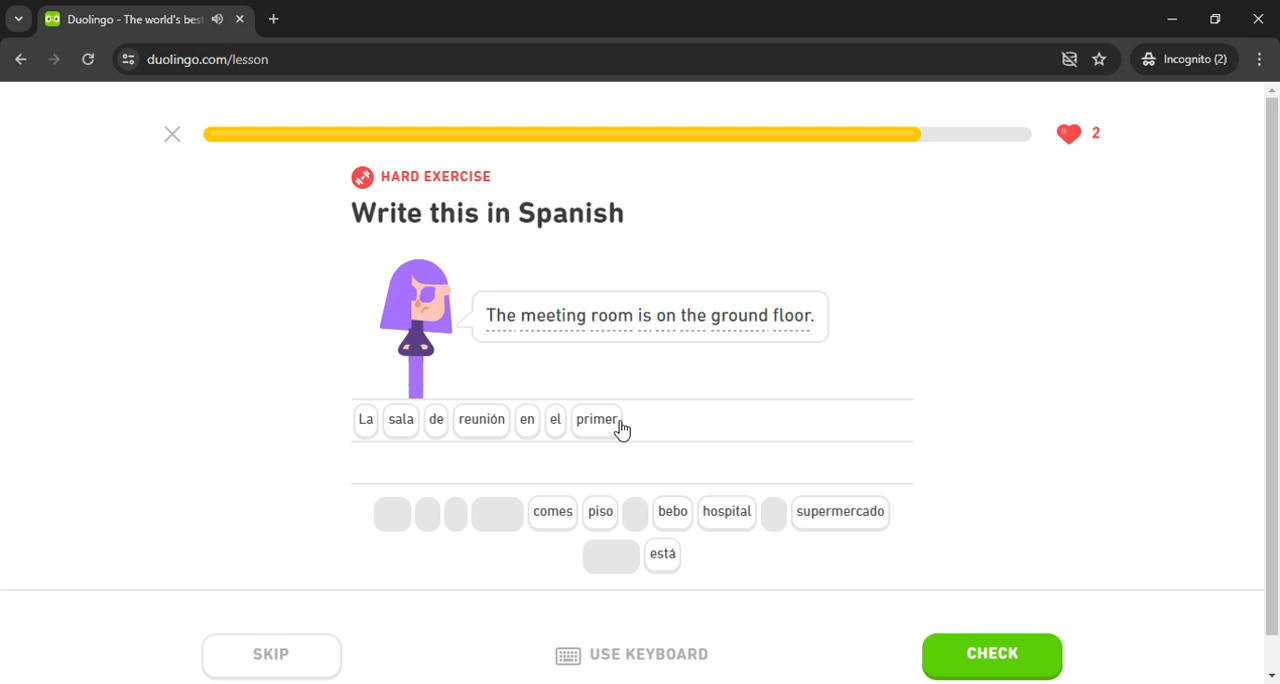 Duolingo - The world's bes
duolingo.com/lesson
Incognito (2)
2
HARD EXERCISE
Write this in Spanish
The meeting room is on the ground floor.
La sala de reunión en el primer
comes piso bebo hospital supermercado
está
SKIP
USE KEYBOARD
CHECK